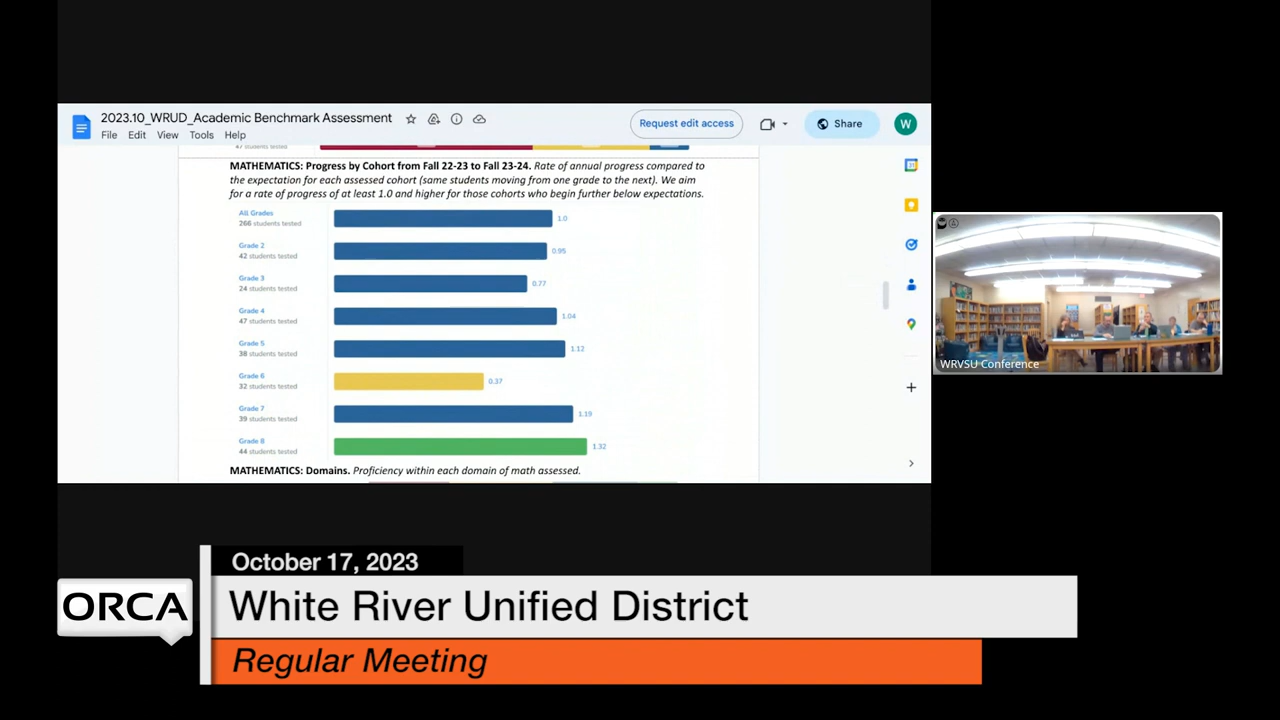 2023.10_WRUD_Academic Benchmark Assessment
File Edit View Tools Help
Request edit access
Share
W
47 students tested
MATHEMATICS: Progress by Cohort from Fall 22-23 to Fall 23-24. Rate of annual progress compared to
the expectation for each assessed cohort (same students moving from one grade to the next). We aim
for a rate of progress of at least 1.0 and higher for those cohorts who begin further below expectations.
All Grades
266 students tested
1.0
Grade 2
42 students tested
0.95
Grade 3
24 students tested
0.77
Grade 4
47 students tested
1.04
Grade 5
38 students tested
1.12
Grade 6
32 students tested
0.37
Grade 7
39 students tested
1.19
Grade 8
44 students tested
1.32
MATHEMATICS: Domains. Proficiency within each domain of math assessed.
WRVSU Conference
October 17, 2023
ORCA
White River Unified District
Regular Meeting